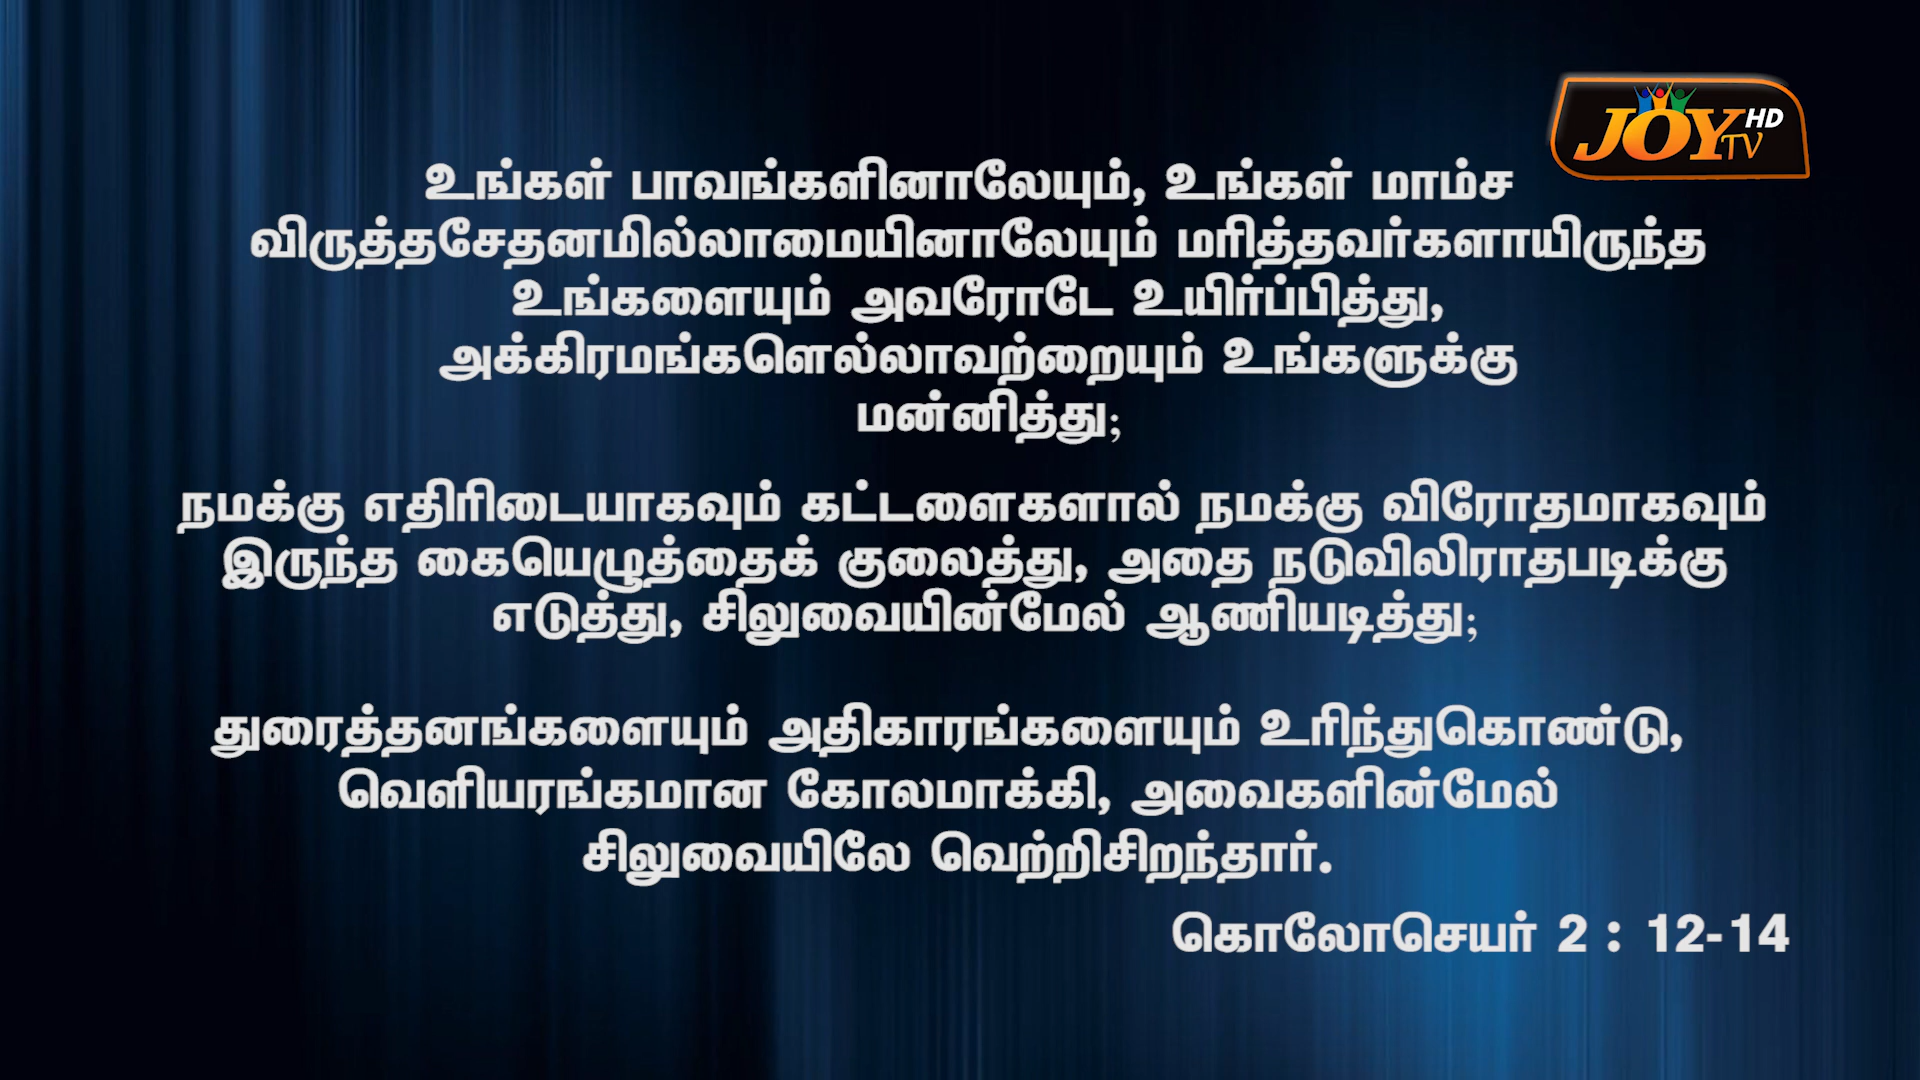 JOY TV HD
உங்கள் பாவங்களினாலேயும், உங்கள் மாம்ச
விருத்தசேதனமில்லாமையினாலேயும் மரித்தவர்களாயிருந்த
உங்களையும் அவரோடே உயிர்ப்பித்து,
அக்கிரமங்களெல்லாவற்றையும் உங்களுக்கு
மன்னித்து;
நமக்கு எதிரிடையாகவும் கட்டளைகளால் நமக்கு விரோதமாகவும்
இருந்த கையெழுத்தைக் குலைத்து, அதை நடுவிலிராதபடிக்கு
எடுத்து, சிலுவையின்மேல் ஆணியடித்து;
துரைத்தனங்களையும் அதிகாரங்களையும் உரிந்துகொண்டு,
வெளியரங்கமான கோலமாக்கி, அவைகளின்மேல்
சிலுவையிலே வெற்றிசிறந்தார்.
கொலோசெயர் 2 : 12-14